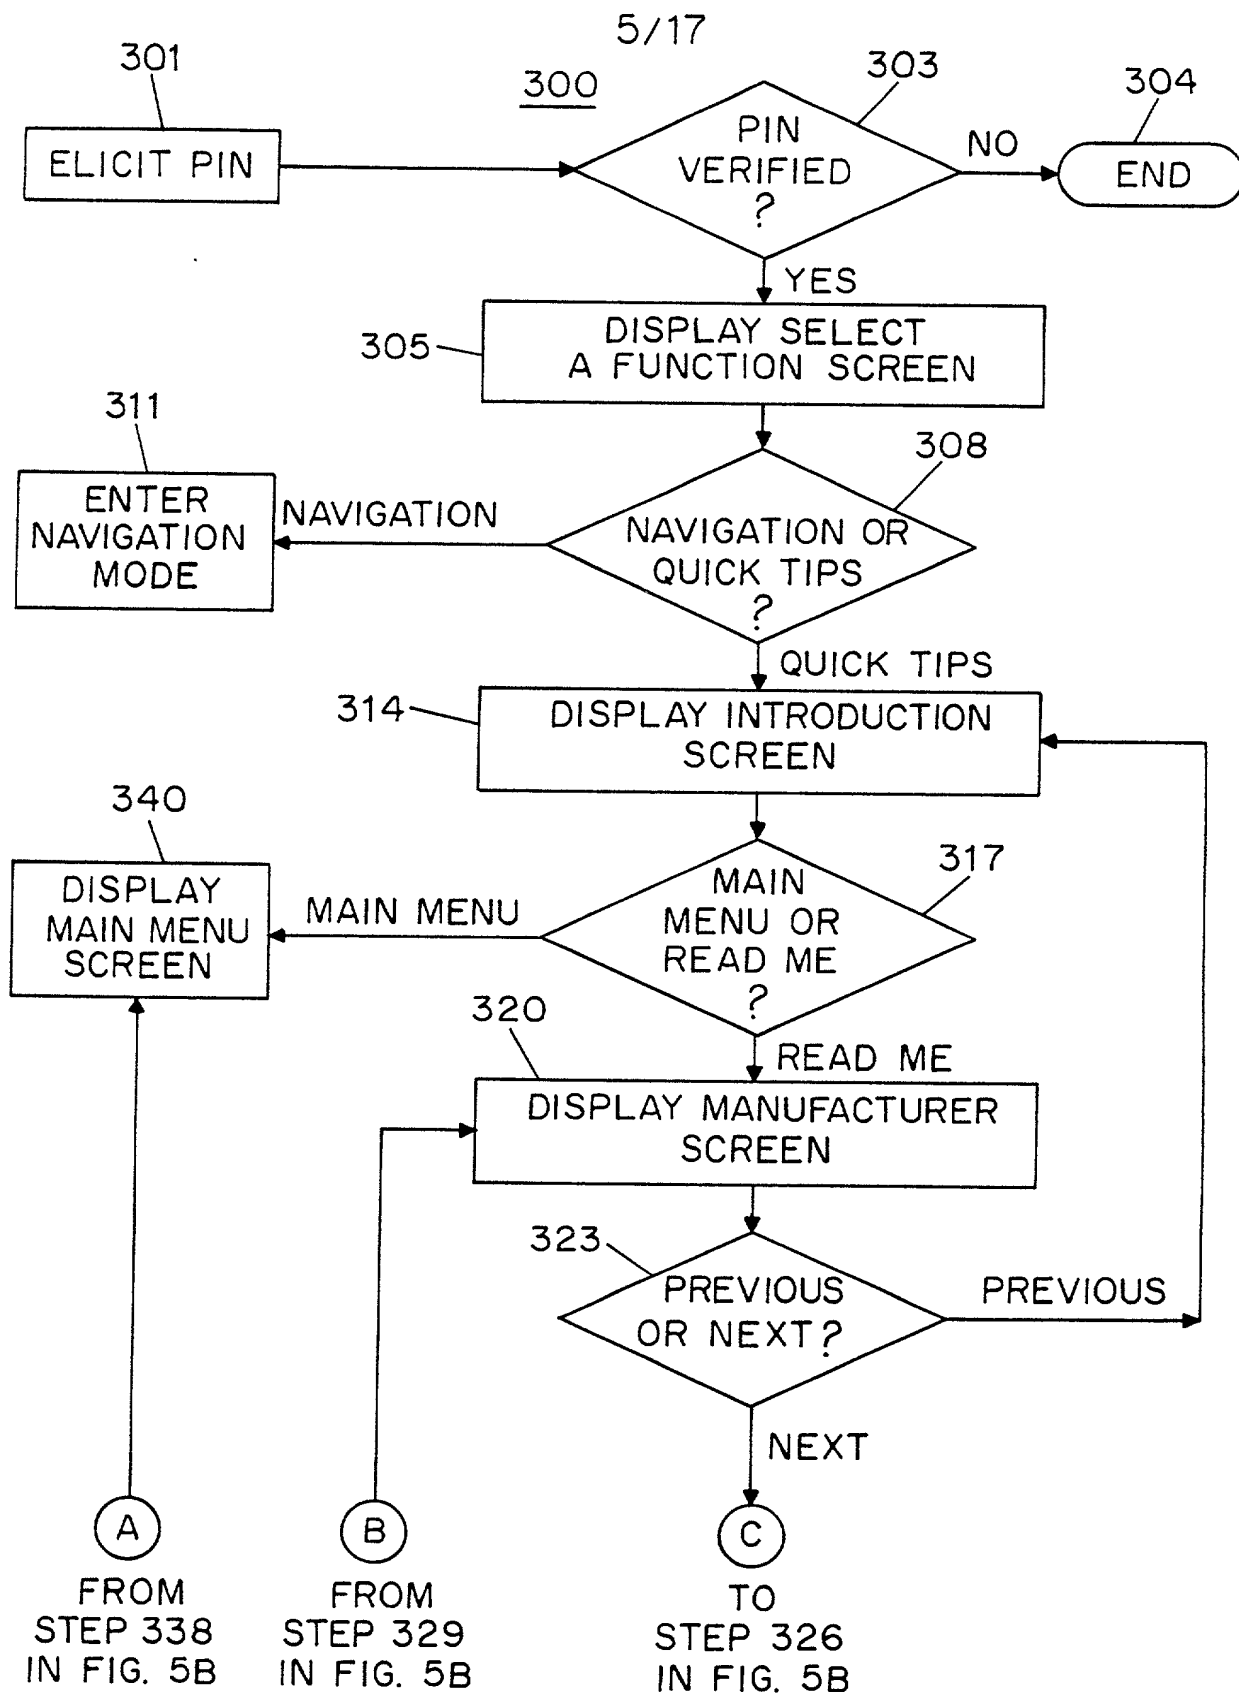 5/17
300
301
ELICIT PIN
303
PIN
VERIFIED
?
NO
304
END
YES
305
DISPLAY SELECT
A FUNCTION SCREEN
308
NAVIGATION OR
QUICK TIPS
?
NAVIGATION
311
ENTER
NAVIGATION
MODE
QUICK TIPS
314
DISPLAY INTRODUCTION
SCREEN
317
MAIN
MENU OR
READ ME
?
MAIN MENU
340
DISPLAY
MAIN MENU
SCREEN
READ ME
320
DISPLAY MANUFACTURER
SCREEN
323
PREVIOUS
OR NEXT?
PREVIOUS
NEXT
A
FROM
STEP 338
IN FIG. 5B
B
FROM
STEP 329
IN FIG. 5B
C
TO
STEP 326
IN FIG. 5B